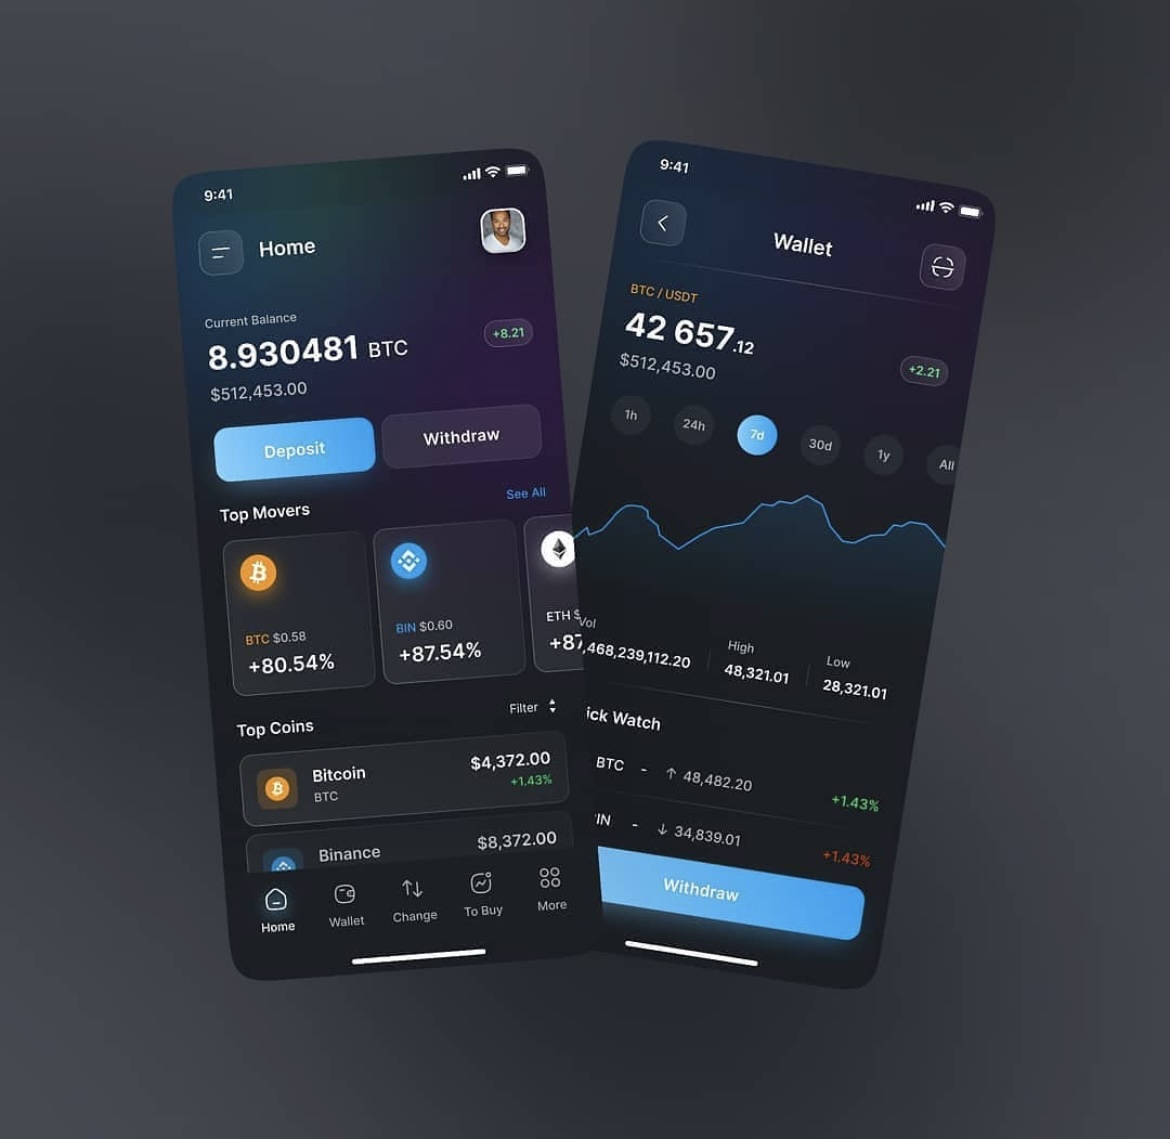 9:41
Home
Current Balance
8.930481 BTC
+8.21
$512,453.00
Deposit
Withdraw
Top Movers
See All
BTC $0.58
+80.54%
BIN $0.60
+87.54%
ETH $
+87
Top Coins
Filter
Bitcoin
BTC
$4,372.00
+1.43%
Binance
$8,372.00
Home
Wallet
Change
To Buy
More
9:41
Wallet
BTC / USDT
42 657.12
$512,453.00
+2.21
1h
24h
7d
30d
1y
All
Vol
,468,239,112.20
High
48,321.01
Low
28,321.01
ick Watch
BTC - ↑ 48,482.20
+1.43%
IN - ↓ 34,839.01
+1.43%
Withdraw